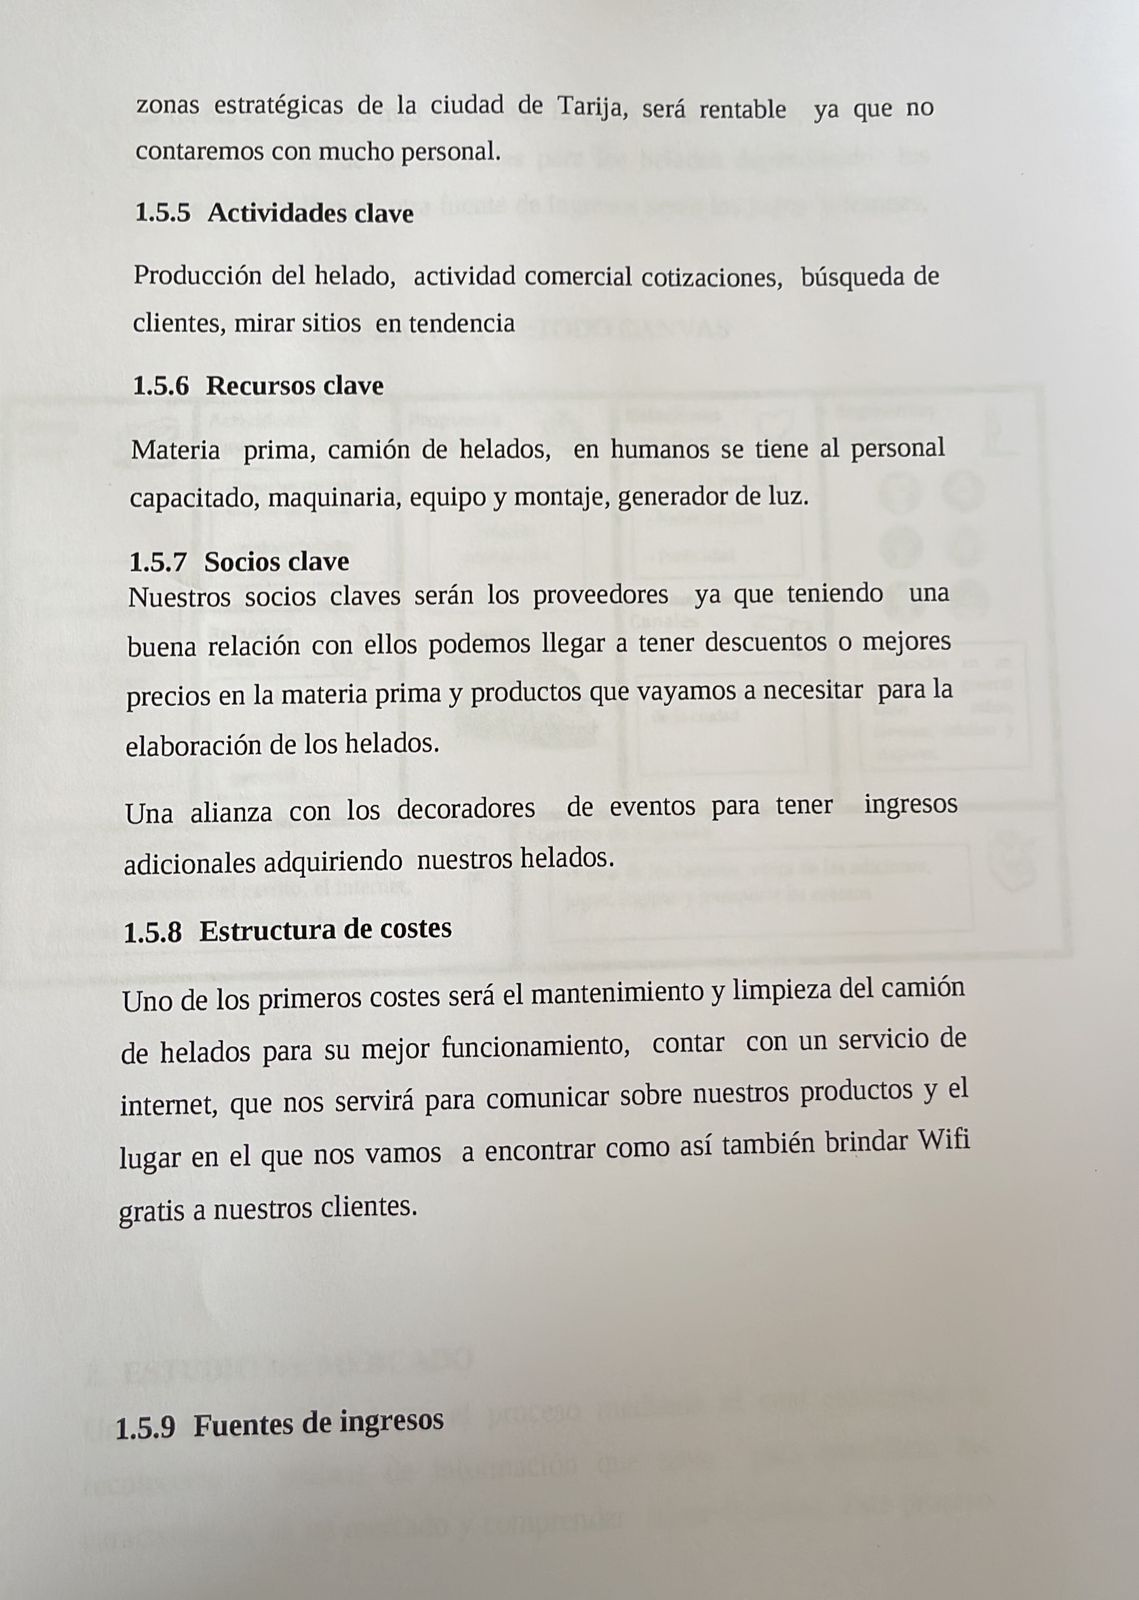 zonas estratégicas de la ciudad de Tarija, será rentable ya que no
contaremos con mucho personal.
1.5.5 Actividades clave
Producción del helado, actividad comercial cotizaciones, búsqueda de
clientes, mirar sitios en tendencia
1.5.6 Recursos clave
Materia prima, camión de helados, en humanos se tiene al personal
capacitado, maquinaria, equipo y montaje, generador de luz.
1.5.7 Socios clave
Nuestros socios claves serán los proveedores ya que teniendo una
buena relación con ellos podemos llegar a tener descuentos o mejores
precios en la materia prima y productos que vayamos a necesitar para la
elaboración de los helados.
Una alianza con los decoradores de eventos para tener ingresos
adicionales adquiriendo nuestros helados.
1.5.8 Estructura de costes
Uno de los primeros costes será el mantenimiento y limpieza del camión
de helados para su mejor funcionamiento, contar con un servicio de
internet, que nos servirá para comunicar sobre nuestros productos y el
lugar en el que nos vamos a encontrar como así también brindar Wifi
gratis a nuestros clientes.
1.5.9 Fuentes de ingresos